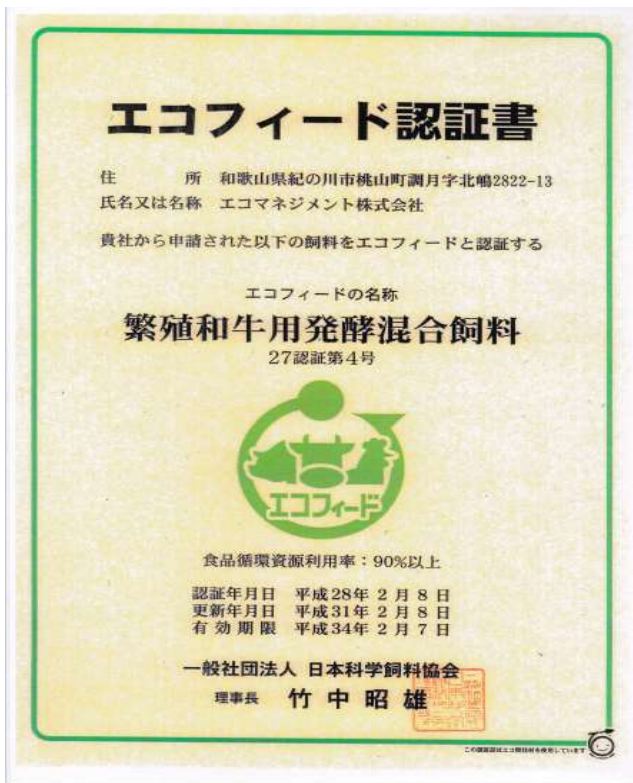 エコフィード認証書
住 所 和歌山県紀の川市桃山町調月字北嶋2822-13
氏名又は名称 エコマネジメント株式会社
貴社から申請された以下の飼料をエコフィードと認証する
エコフィードの名称
繁殖和牛用発酵混合飼料
27認証第4号
エコフィード
食品循環資源利用率：90%以上
認証年月日 平成28年2月8日
更新年月日 平成31年2月8日
有効期限 平成34年2月7日
一般社団法人 日本科学飼料協会
理事長 竹中昭雄